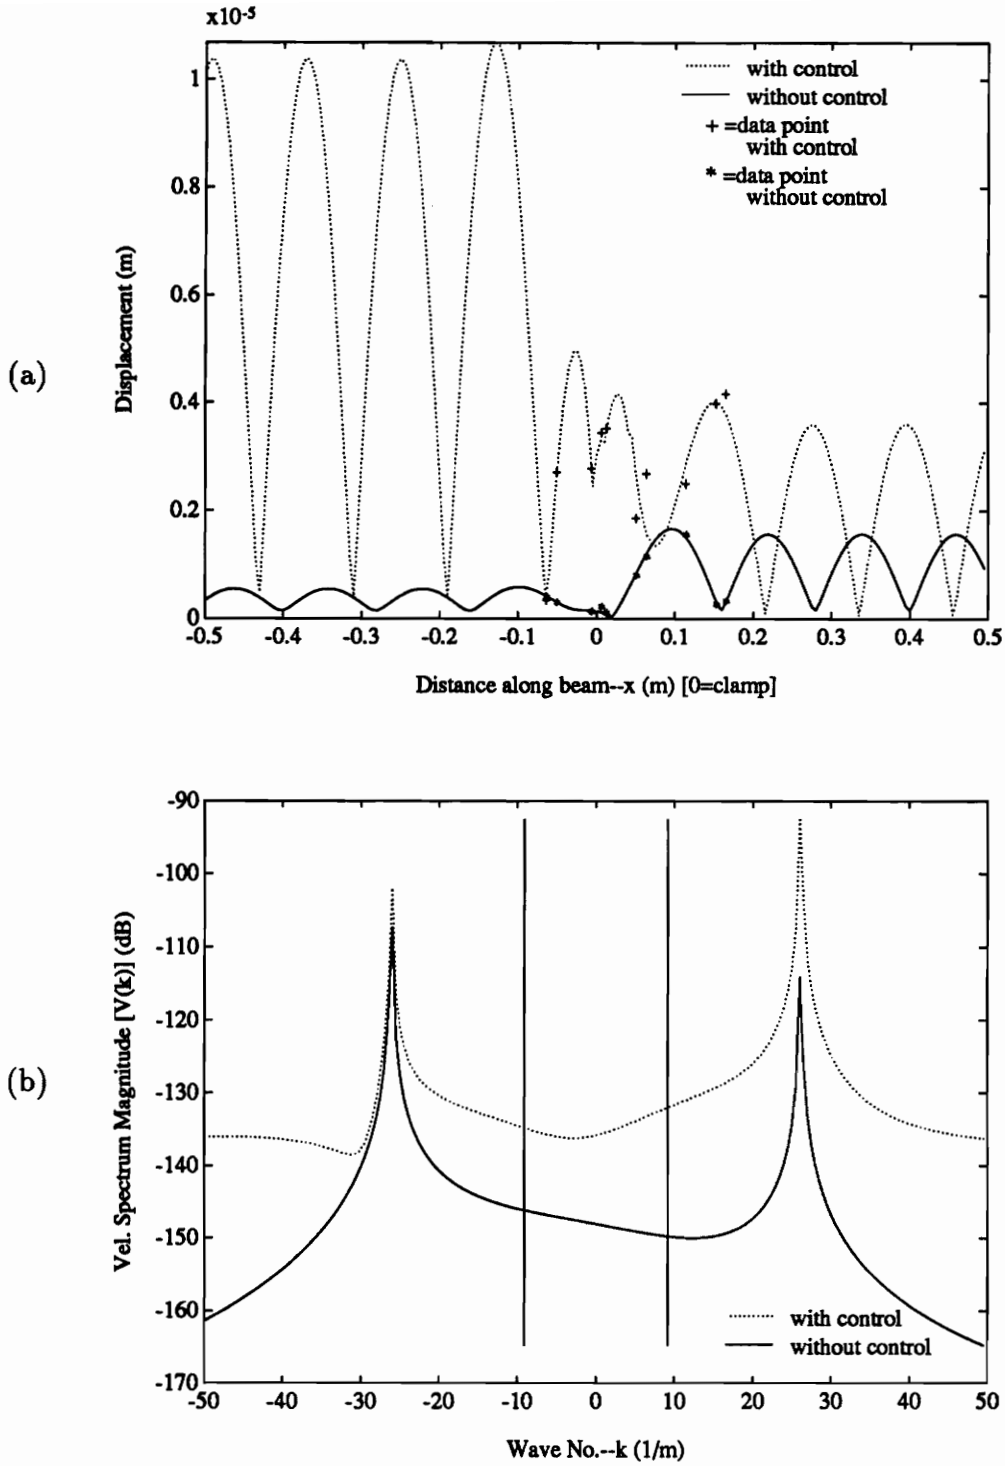 x10-5
1
0.8
0.6
0.4
0.2
0
-0.5 -0.4 -0.3 -0.2 -0.1 0 0.1 0.2 0.3 0.4 0.5
Displacement (m)
(a)
with control
without control
+ =data point
with control
* =data point
without control
Distance along beam--x (m) [0=clamp]
-90
-100
-110
-120
-130
-140
-150
-160
-170
-50 -40 -30 -20 -10 0 10 20 30 40 50
Vel. Spectrum Magnitude [V(k)] (dB)
(b)
with control
without control
Wave No.--k (1/m)